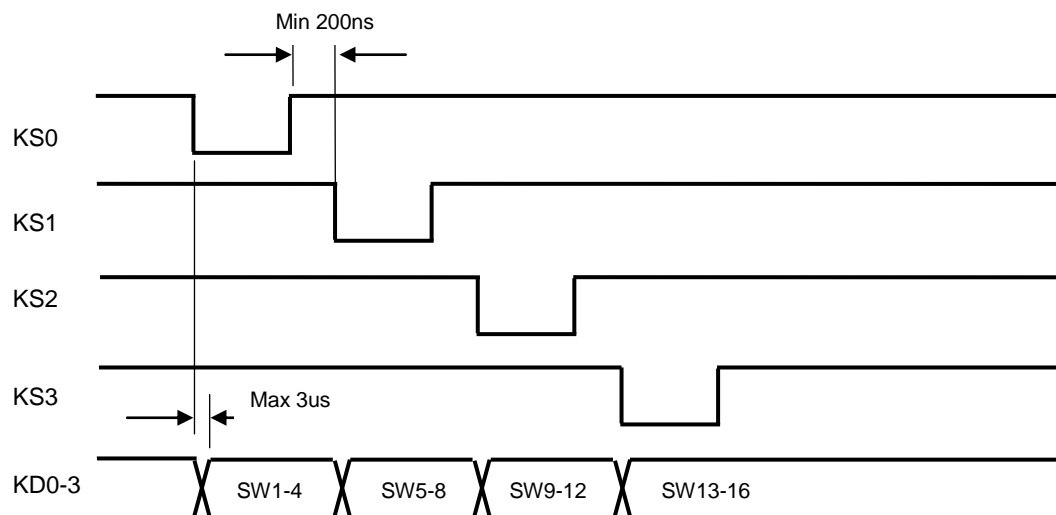 Min 200ns
KS0
KS1
KS2
KS3
Max 3us
KD0-3
SW1-4
SW5-8
SW9-12
SW13-16